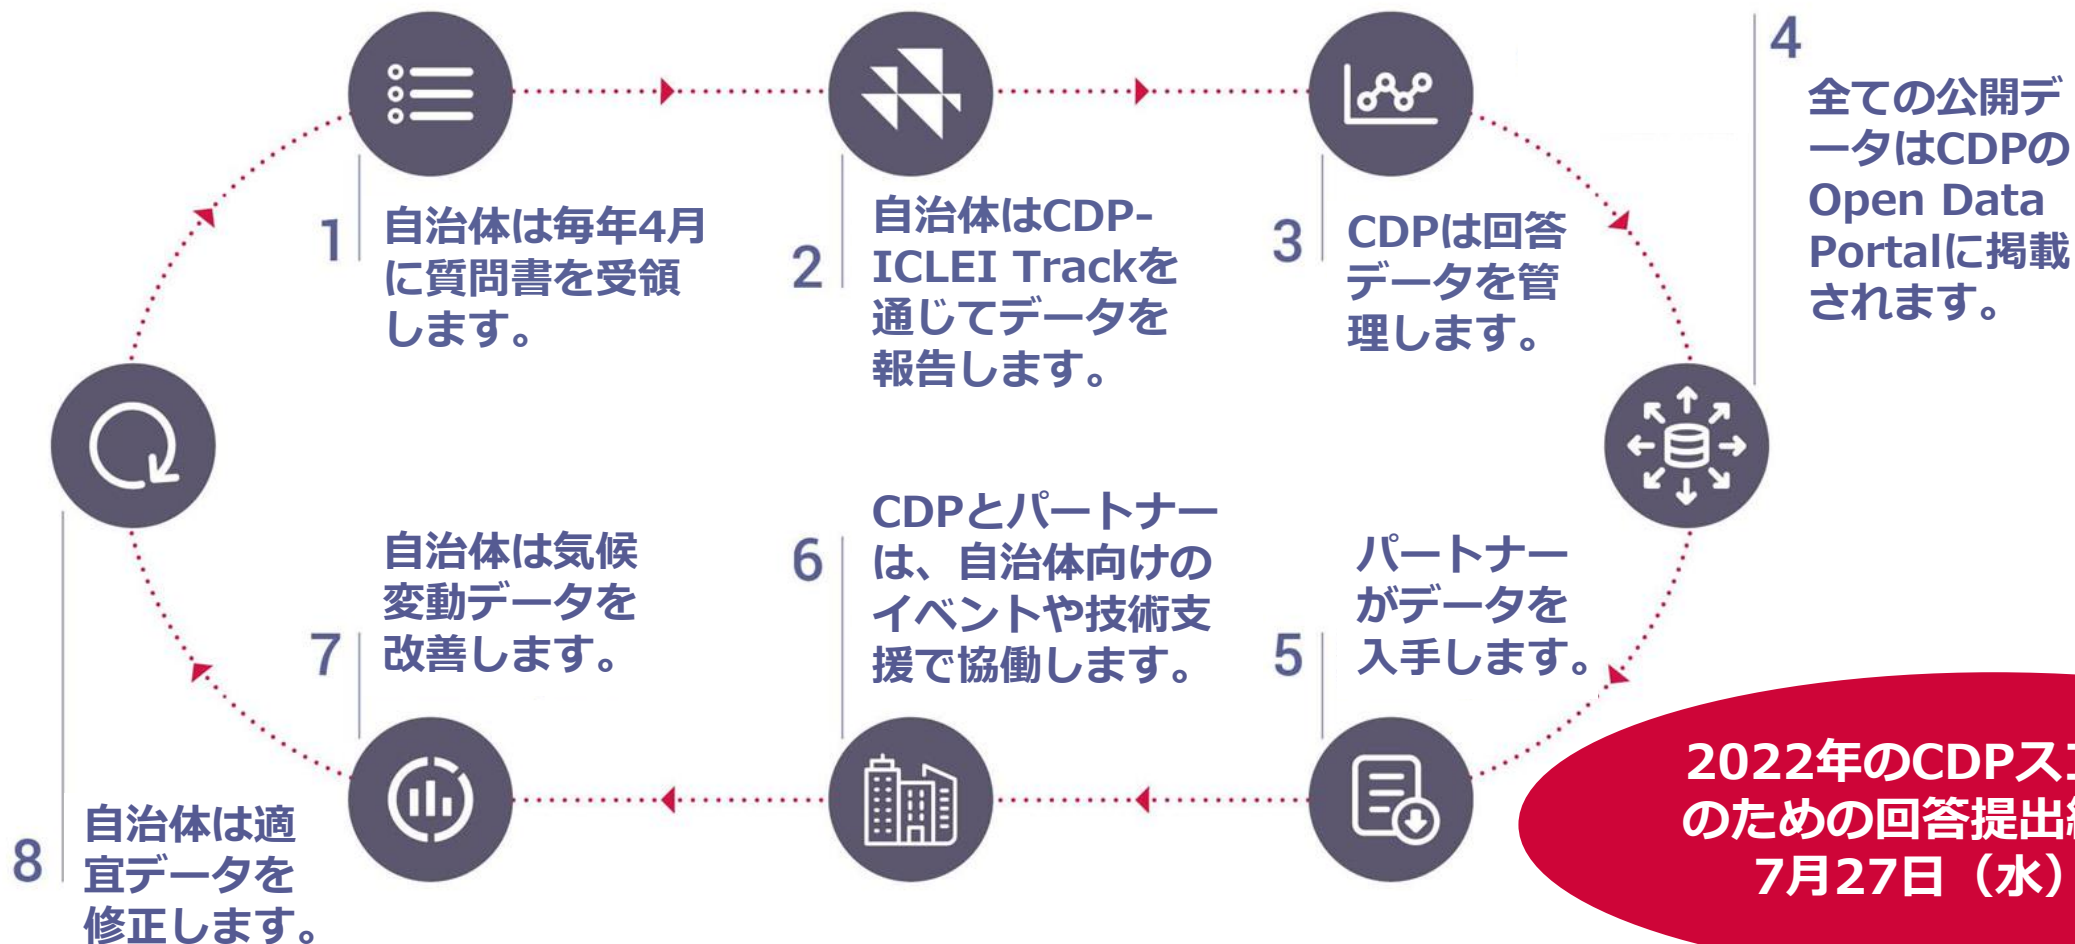 1
自治体は毎年4月
に質問書を受領
します。
2
自治体はCDP-
ICLEI Trackを
通じてデータを
報告します。
3
CDPは回答
データを管
理します。
4
全ての公開デ
ータはCDPの
Open Data
Portalに掲載
されます。
5
パートナー
がデータを
入手します。
6
CDPとパートナー
は、自治体向けの
イベントや技術支
援で協働します。
7
自治体は気候
変動データを
改善します。
8
自治体は適
宜データを
修正します。
2022年のCDPス
のための回答提出
7月27日（水）